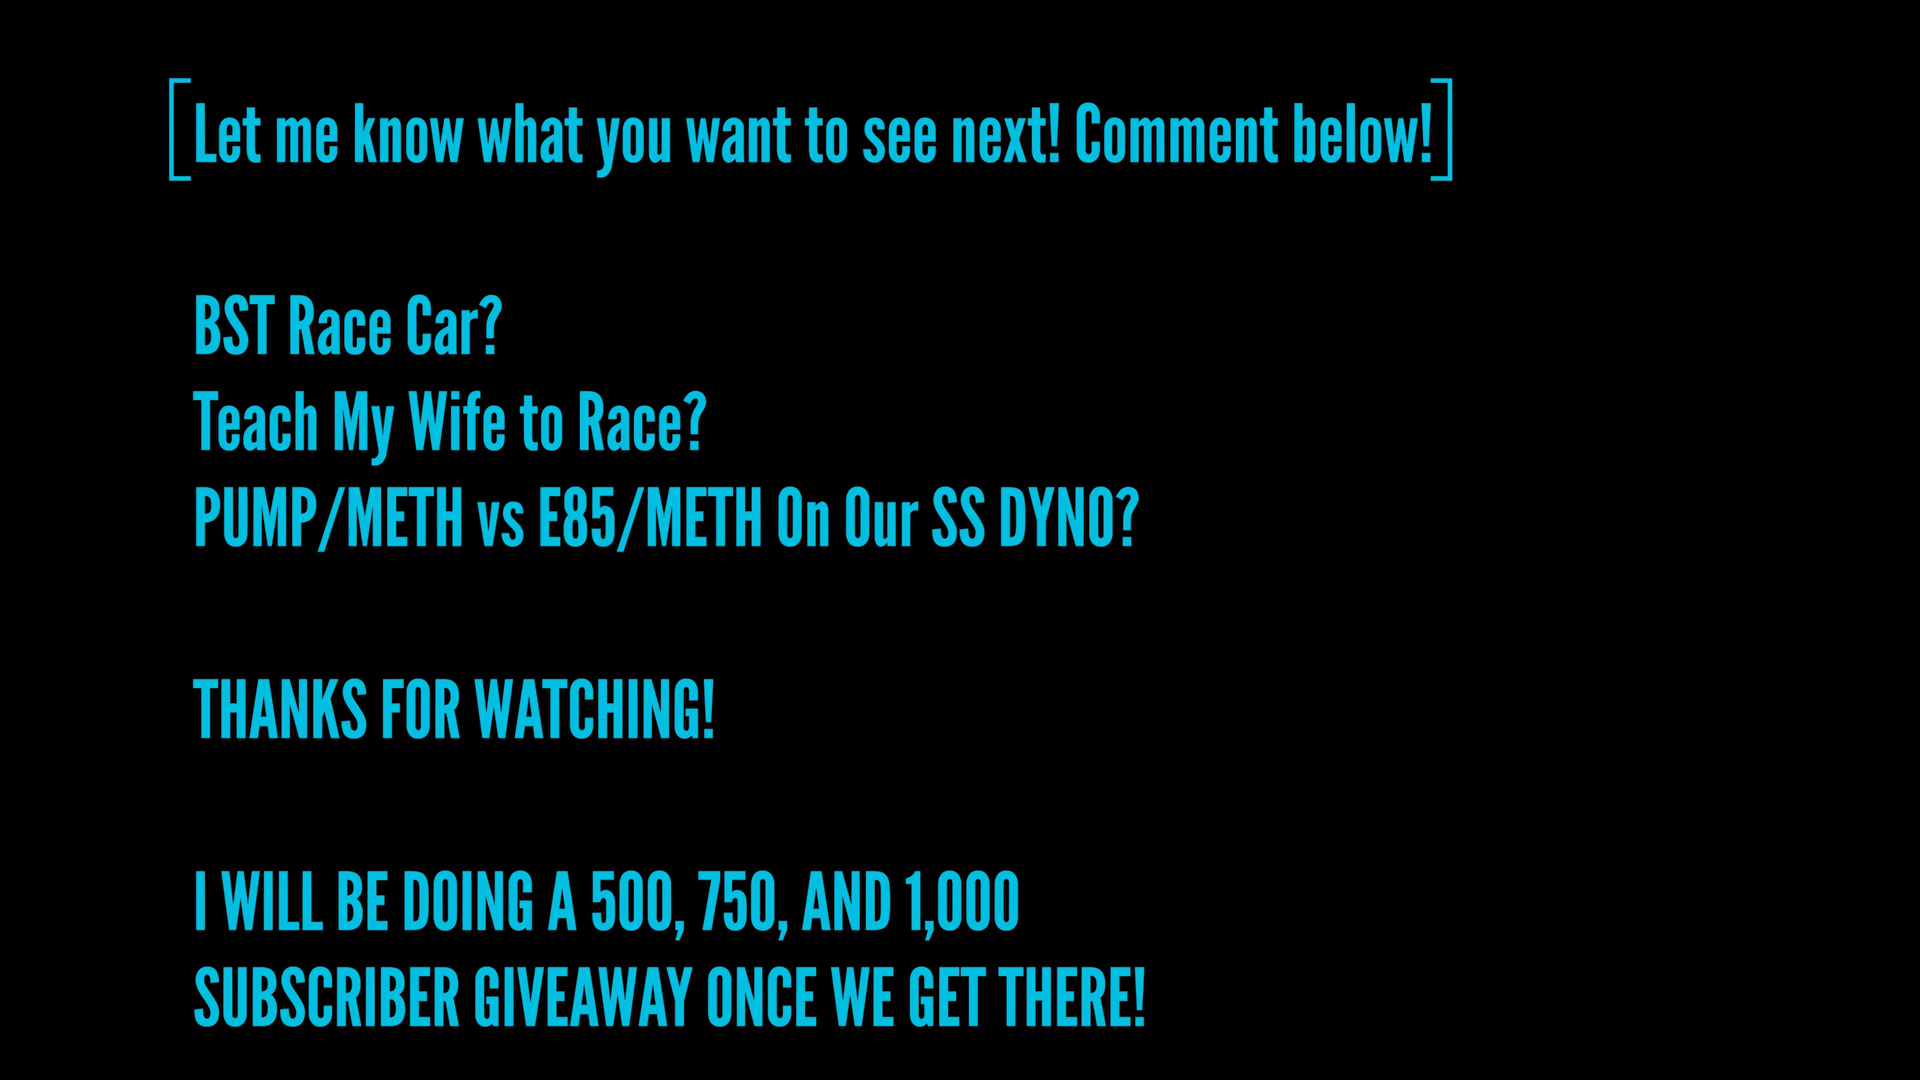 Let me know what you want to see next! Comment below!
BST Race Car?
Teach My Wife to Race?
PUMP/METH vs E85/METH On Our SS DYNO?
THANKS FOR WATCHING!
I WILL BE DOING A 500, 750, AND 1,000
SUBSCRIBER GIVEAWAY ONCE WE GET THERE!